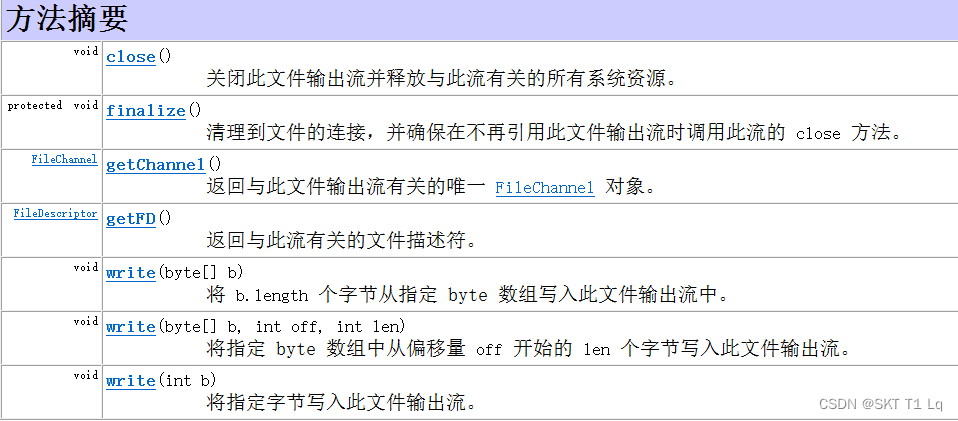 方法摘要
void close()
关闭此文件输出流并释放与此流有关的所有系统资源。
protected void finalize()
清理到文件的连接，并确保在不再引用此文件输出流时调用此流的 close 方法。
FileChannel getChannel()
返回与此文件输出流有关的唯一 FileChannel 对象。
FileDescriptor getFD()
返回与此流有关的文件描述符。
void write(byte[] b)
将 b.length 个字节从指定 byte 数组写入此文件输出流中。
void write(byte[] b, int off, int len)
将指定 byte 数组中从偏移量 off 开始的 len 个字节写入此文件输出流。
void write(int b)
将指定字节写入此文件输出流。
CSDN @SKT T1 Lq